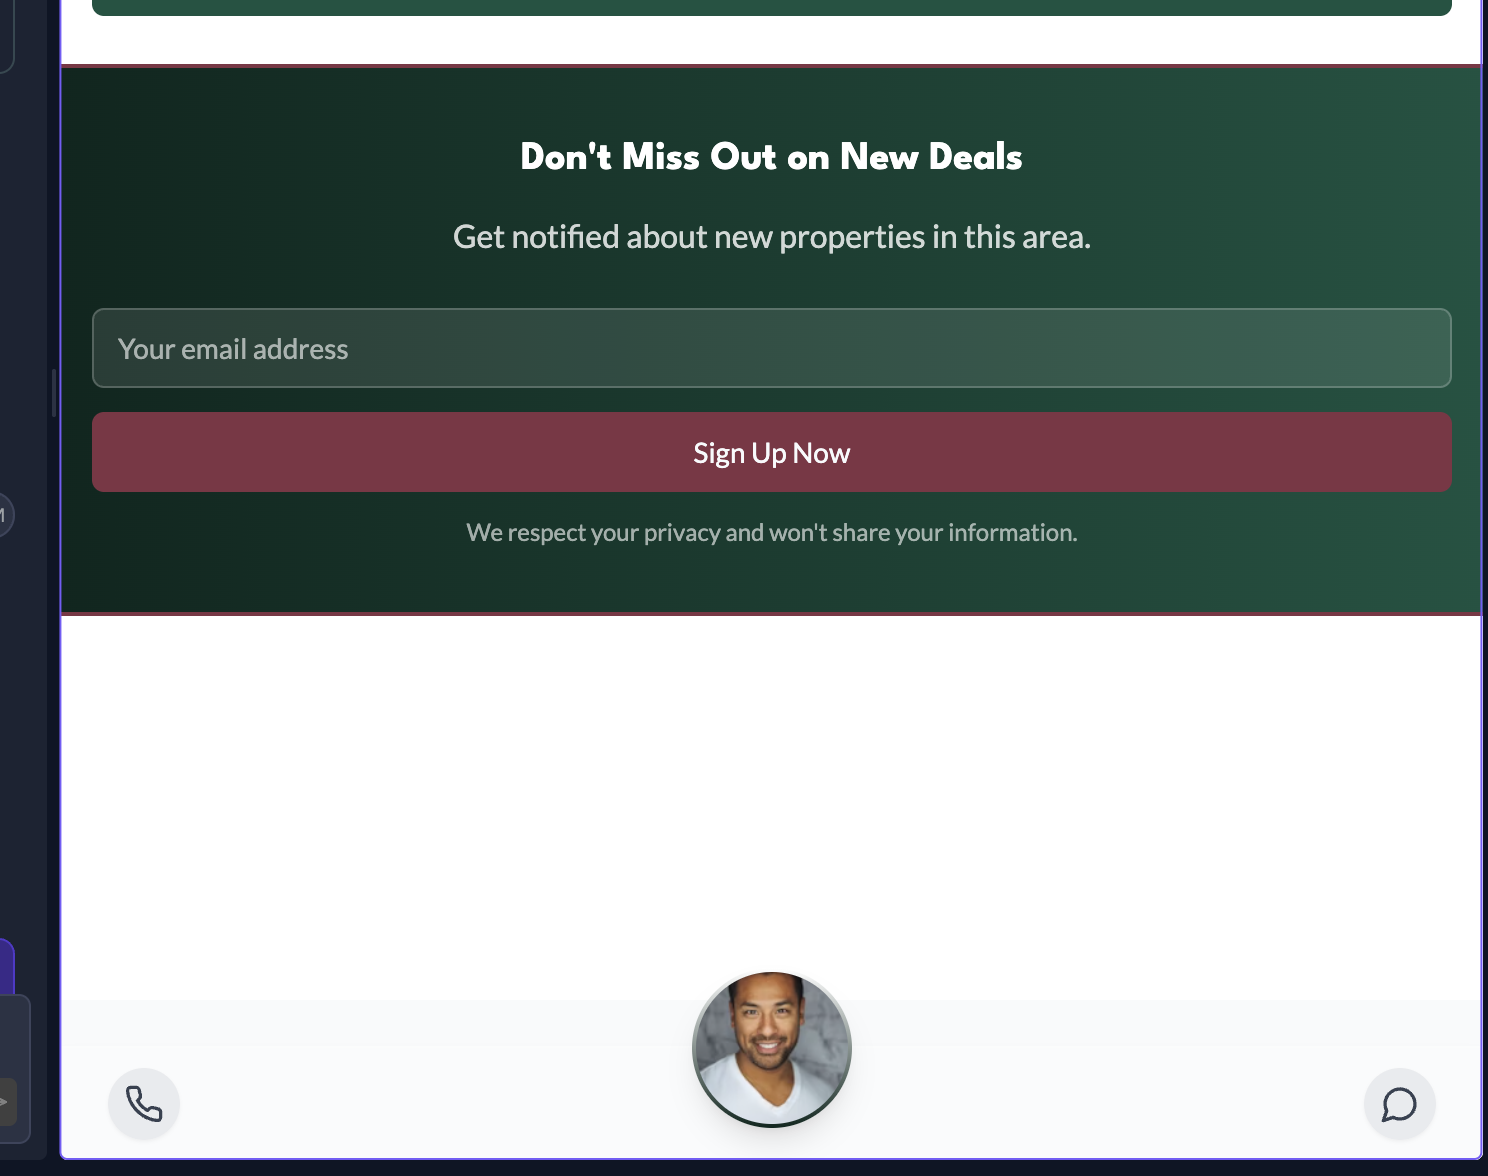 Don't Miss Out on New Deals
Get notified about new properties in this area.
Your email address
Sign Up Now
We respect your privacy and won't share your information.